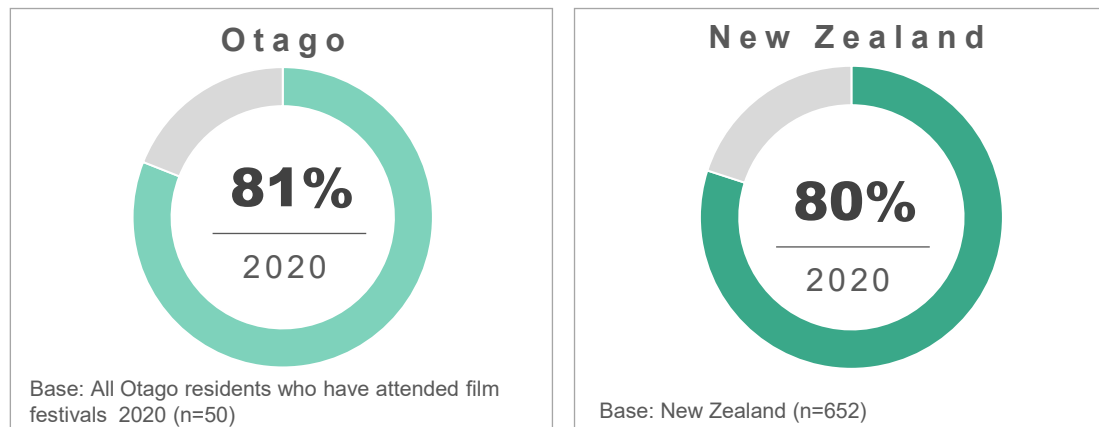 Otago
81%
2020
Base: All Otago residents who have attended film
festivals 2020 (n=50)
New Zealand
80%
2020
Base: New Zealand (n=652)